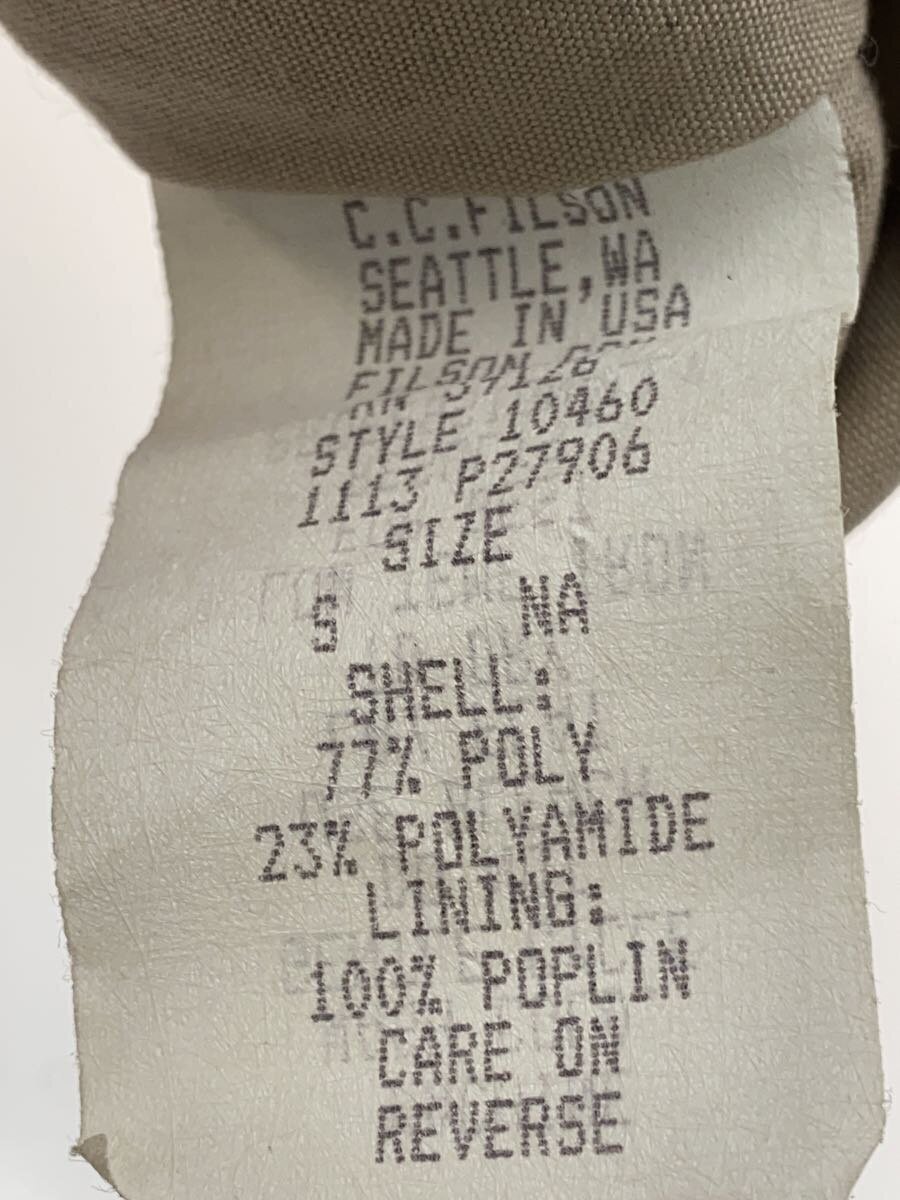 C.C.FILSON
SEATTLE,WA
MADE IN USA
FILSON
STYLE 10460
1113 P27906
SIZE
S NA
SHELL:
77% POLY
23% POLYAMIDE
LINING:
100% POPLIN
CARE ON
REVERSE